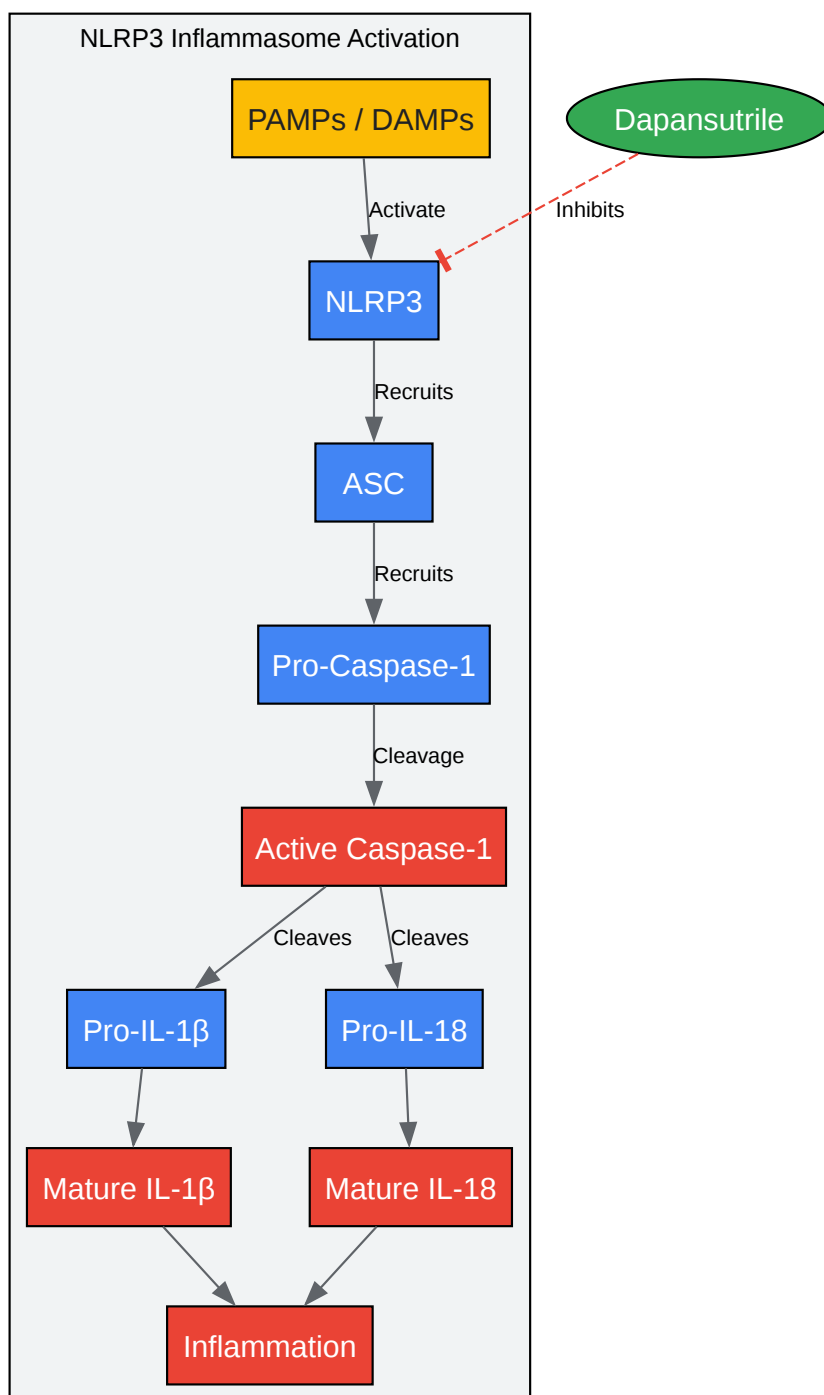 NLRP3 Inflammasome Activation
PAMPs / DAMPs
Dapansutrile
Activate
Inhibits
NLRP3
Recruits
ASC
Recruits
Pro-Caspase-1
Cleavage
Active Caspase-1
Cleaves
Cleaves
Pro-IL-1β
Pro-IL-18
Mature IL-1β
Mature IL-18
Inflammation